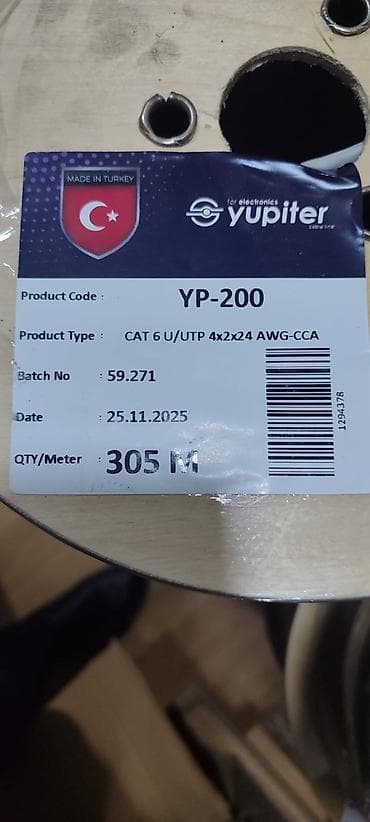 MADE IN TURKEY
for electronics
yupiter
Product Code : YP-200
Product Type : CAT 6 U/UTP 4x2x24 AWG-CCA
Batch No : 59.271
Date : 25.11.2025
QTY/Meter : 305 M
1294378